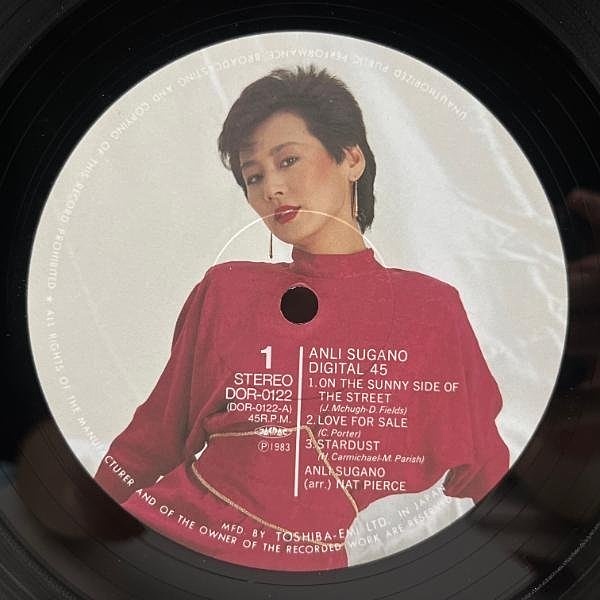 UNAUTHORIZED PUBLIC PERFORMANCE, BROADCASTING AND COPYING OF THIS RECORD PROHIBITED ★ ALL RIGHTS OF THE MANUFACTURER AND OF THE OWNER OF THE RECORDED WORK ARE RESERVED
1
STEREO
DOR-0122
(DOR-0122-A)
45R.P.M.
Ⓟ1983
ANLI SUGANO
DIGITAL 45
1.ON THE SUNNY SIDE OF
THE STREET
(J.Mchugh-D.Fields)
2.LOVE FOR SALE
(C.Porter)
3.STARDUST
(H.Carmichael-M.Parish)
ANLI SUGANO
(arr.) NAT PIERCE
MFD. BY TOSHIBA-EMI LTD. IN JAPAN